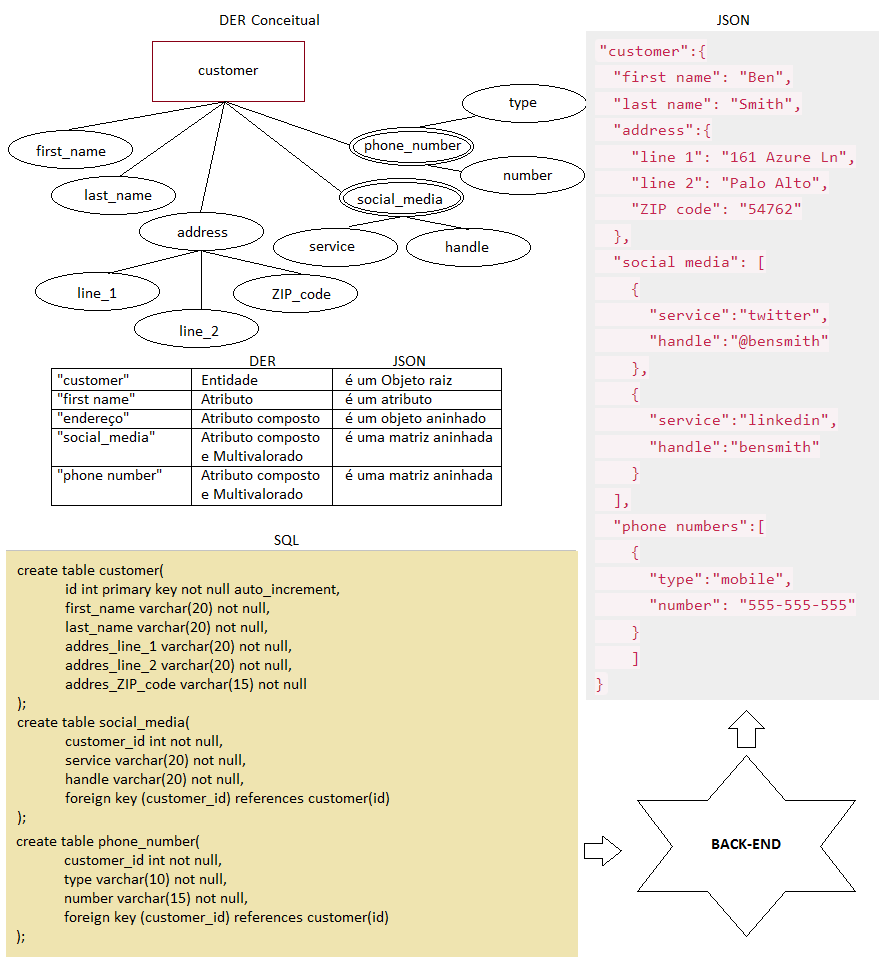 DER Conceitual
customer
first_name
last_name
address
line_1
line_2
ZIP_code
phone_number
type
number
social_media
service
handle
DER JSON
"customer" Entidade é um Objeto raiz
"first name" Atributo é um atributo
"endereço" Atributo composto é um objeto aninhado
"social_media" Atributo composto é uma matriz aninhada
e Multivalorado
"phone number" Atributo composto é uma matriz aninhada
e Multivalorado
SQL
create table customer(
id int primary key not null auto_increment,
first_name varchar(20) not null,
last_name varchar(20) not null,
addres_line_1 varchar(20) not null,
addres_line_2 varchar(20) not null,
addres_ZIP_code varchar(15) not null
);
create table social_media(
customer_id int not null,
service varchar(20) not null,
handle varchar(20) not null,
foreign key (customer_id) references customer(id)
);
create table phone_number(
customer_id int not null,
type varchar(10) not null,
number varchar(15) not null,
foreign key (customer_id) references customer(id)
);
JSON
"customer":{
"first name": "Ben",
"last name": "Smith",
"address":{
"line 1": "161 Azure Ln",
"line 2": "Palo Alto",
"ZIP code": "54762"
},
"social media": [
{
"service":"twitter",
"handle":"@bensmith"
},
{
"service":"linkedin",
"handle":"bensmith"
}
],
"phone numbers":[
{
"type":"mobile",
"number": "555-555-555"
}
]
}
BACK-END